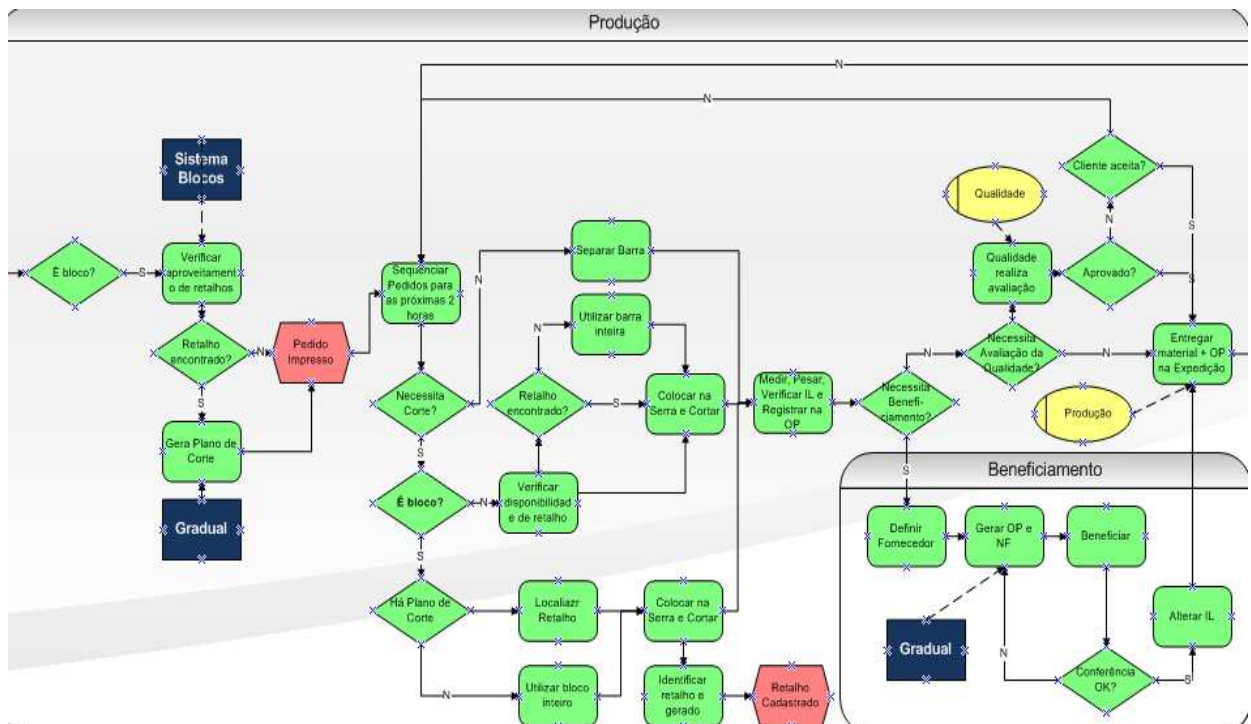 Produção
N
N
Sistema
Blocos
É bloco?
S
Verificar
aproveitament
o de retalhos
Retalho
encontrado?
N
Pedido
Impresso
S
Gera Plano de
Corte
Gradual
Sequenciar
Pedidos para
as próximas 2
horas
N
Necessita
Corte?
S
É bloco?
N
Verificar
disponibilidad
e de retalho
Retalho
encontrado?
N
S
Separar Barra
Utilizar barra
inteira
Colocar na
Serra e Cortar
S
Há Plano de
Corte
Localiazr
Retalho
N
Utilizar bloco
inteiro
Colocar na
Serra e Cortar
Identificar
retalho e
gerado
Retalho
Cadastrado
Medir, Pesar,
Verificar IL e
Registrar na
OP
Necessita
Benefi-
ciamento?
N
S
Necessita
Avaliação da
Qualidade?
N
Qualidade
Qualidade
realiza
avaliação
Aprovado?
N
S
Cliente aceita?
S
Entregar
material + OP
na Expedição
Produção
Beneficiamento
Definir
Fornecedor
Gerar OP e
NF
Beneficiar
Gradual
N
Conferência
OK?
S
Alterar IL